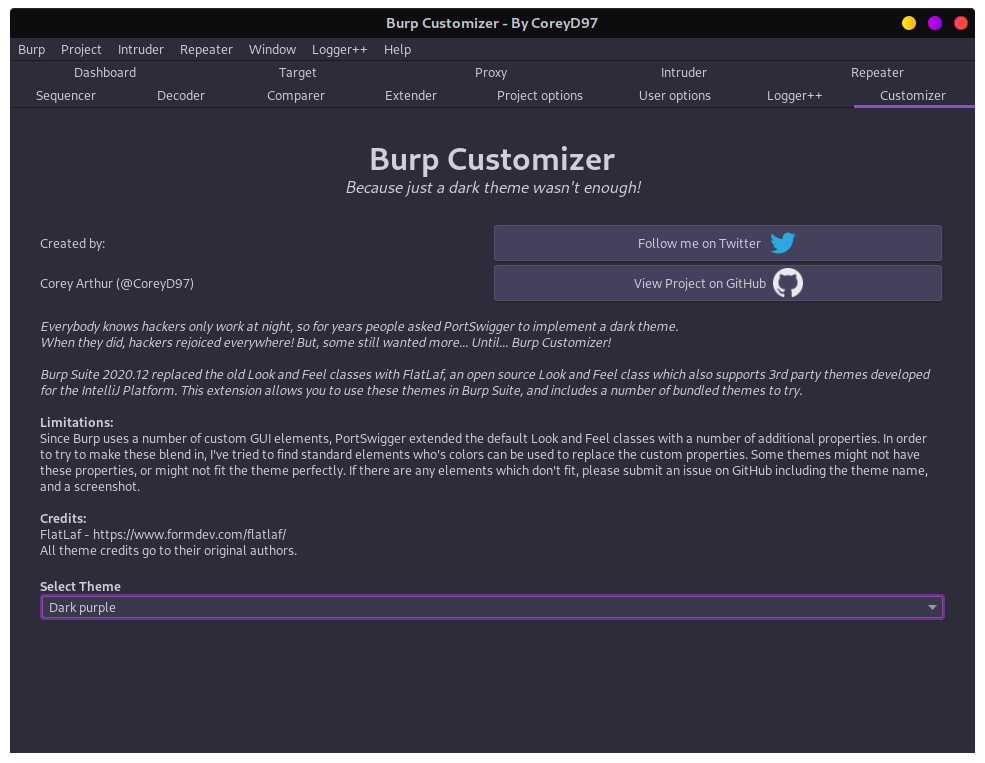 Burp Customizer - By CoreyD97
Burp Project Intruder Repeater Window Logger++ Help
Dashboard Target Proxy Intruder Repeater
Sequencer Decoder Comparer Extender Project options User options Logger++ Customizer
Burp Customizer
Because just a dark theme wasn't enough!
Created by:
Follow me on Twitter
Corey Arthur (@CoreyD97)
View Project on GitHub
Everybody knows hackers only work at night, so for years people asked PortSwigger to implement a dark theme.
When they did, hackers rejoiced everywhere! But, some still wanted more... Until... Burp Customizer!
Burp Suite 2020.12 replaced the old Look and Feel classes with FlatLaf, an open source Look and Feel class which also supports 3rd party themes developed
for the IntelliJ Platform. This extension allows you to use these themes in Burp Suite, and includes a number of bundled themes to try.
Limitations:
Since Burp uses a number of custom GUI elements, PortSwigger extended the default Look and Feel classes with a number of additional properties. In order
to try to make these blend in, I've tried to find standard elements who's colors can be used to replace the custom properties. Some themes might not have
these properties, or might not fit the theme perfectly. If there are any elements which don't fit, please submit an issue on GitHub including the theme name,
and a screenshot.
Credits:
FlatLaf - https://www.formdev.com/flatlaf/
All theme credits go to their original authors.
Select Theme
Dark purple